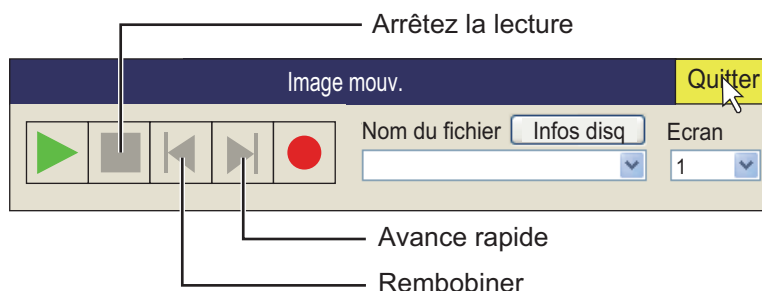 Arrêtez la lecture
Image mouv.
Quitter
Nom du fichier Infos disq Ecran
1
Avance rapide
Rembobiner